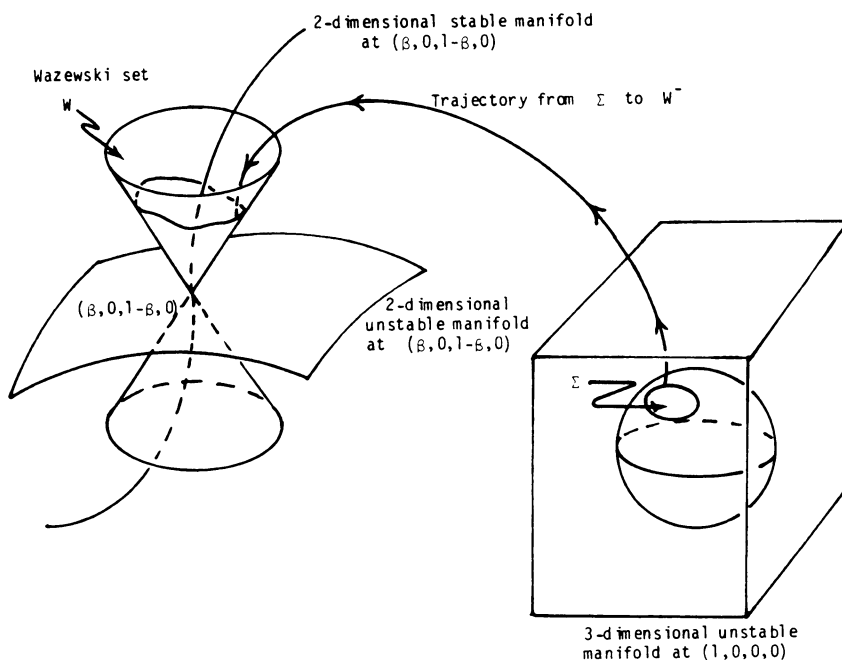 2-dimensional stable manifold
at (β,0,1-β,0)
Wazewski set
W
Trajectory from Σ to W⁻
(β,0,1-β,0)
2-dimensional
unstable manifold
at (β,0,1-β,0)
Σ
3-dimensional unstable
manifold at (1,0,0,0)